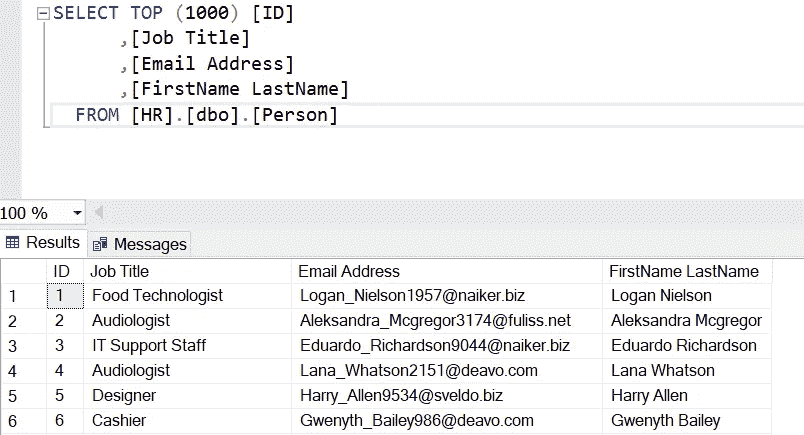 SELECT TOP (1000) [ID]
,[Job Title]
,[Email Address]
,[FirstName LastName]
FROM [HR].[dbo].[Person]
100 %
Results Messages
ID Job Title Email Address FirstName LastName
1 1 Food Technologist Logan_Nielson1957@naiker.biz Logan Nielson
2 2 Audiologist Aleksandra_Mcgregor3174@fuliss.net Aleksandra Mcgregor
3 3 IT Support Staff Eduardo_Richardson9044@naiker.biz Eduardo Richardson
4 4 Audiologist Lana_Whatson2151@deavo.com Lana Whatson
5 5 Designer Harry_Allen9534@sveldo.biz Harry Allen
6 6 Cashier Gwenyth_Bailey986@deavo.com Gwenyth Bailey